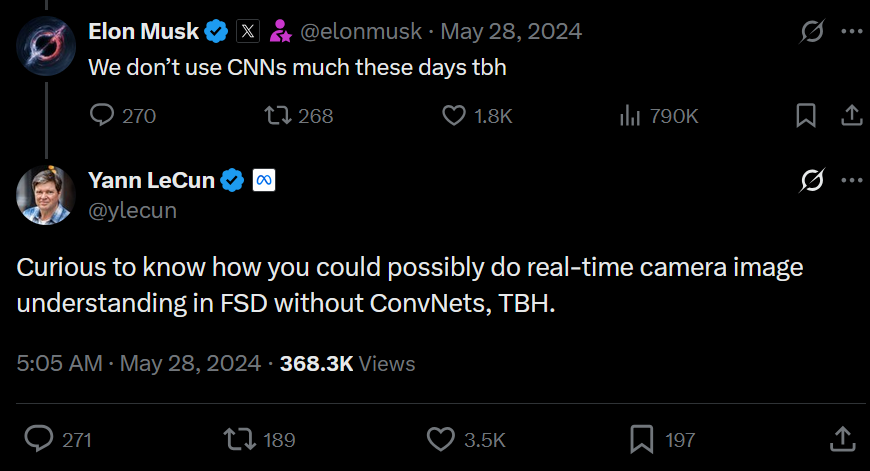 Elon Musk @elonmusk · May 28, 2024
We don’t use CNNs much these days tbh
270 268 1.8K 790K
Yann LeCun
@ylecun
Curious to know how you could possibly do real-time camera image
understanding in FSD without ConvNets, TBH.
5:05 AM · May 28, 2024 · 368.3K Views
271 189 3.5K 197